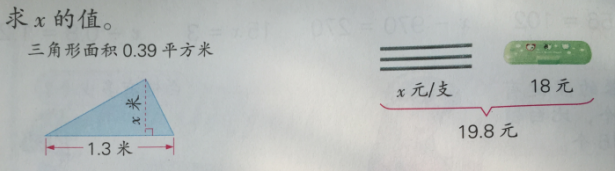 求 x 的值。
三角形面积 0.39 平方米
x 米
1.3 米
x 元/支
18 元
19.8 元